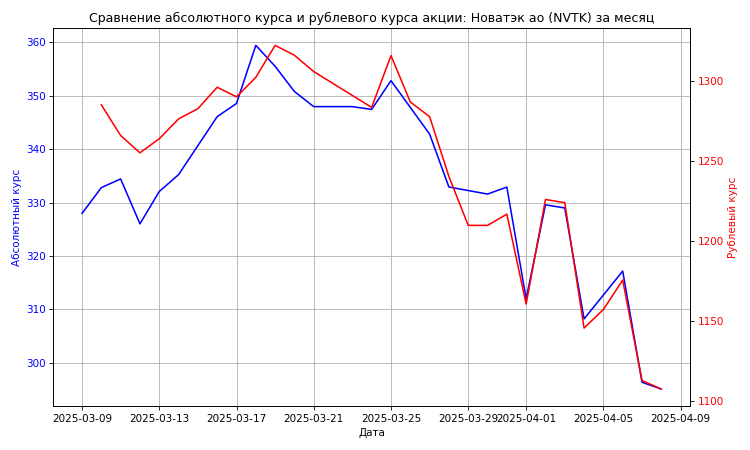 Сравнение абсолютного курса и рублевого курса акции: Новатэк ао (NVTK) за месяц
360
350
340
330
320
310
300
Абсолютный курс
1300
1250
1200
1150
1100
Рублевый курс
2025-03-09 2025-03-13 2025-03-17 2025-03-21 2025-03-25 2025-03-29 2025-04-01 2025-04-05 2025-04-09
Дата